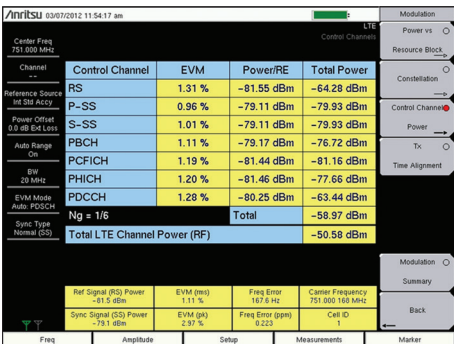 Anritsu 03/07/2012 11:54:17 am
LTE
Control Channels
Center Freq
751.000 MHz
Channel
--
Reference Source
Int Std Accy
Power Offset
0.0 dB Ext Loss
Auto Range
On
BW
20 MHz
EVM Mode
Auto: PDSCH
Sync Type
Normal (SS)
Control Channel EVM Power/RE Total Power
RS 1.31 % -81.55 dBm -64.28 dBm
P-SS 0.96 % -79.11 dBm -79.93 dBm
S-SS 1.01 % -79.11 dBm -79.93 dBm
PBCH 1.11 % -79.17 dBm -76.72 dBm
PCFICH 1.19 % -81.44 dBm -81.16 dBm
PHICH 1.20 % -81.46 dBm -77.66 dBm
PDCCH 1.28 % -80.25 dBm -63.44 dBm
Ng = 1/6 Total -58.97 dBm
Total LTE Channel Power (RF) -50.58 dBm
Ref Signal (RS) Power EVM (rms) Freq Error Carrier Frequency
-81.5 dBm 1.11 % 167.6 Hz 751.000 168 MHz
Sync Signal (SS) Power EVM (pk) Freq Error (ppm) Cell ID
-79.1 dBm 2.97 % 0.223 1
Modulation
Power vs
Resource Block
Constellation
Control Channel
Power
Tx
Time Alignment
Modulation
Summary
Back
Freq Amplitude Setup Measurements Marker